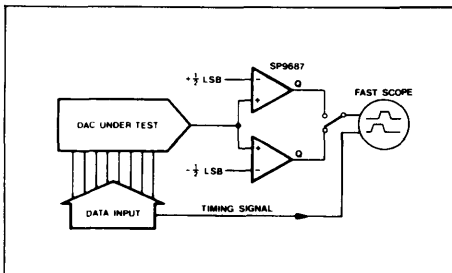 SP9687
+ ½ LSB
Q
FAST SCOPE
DAC UNDER TEST
Q
- ½ LSB
TIMING SIGNAL
DATA INPUT